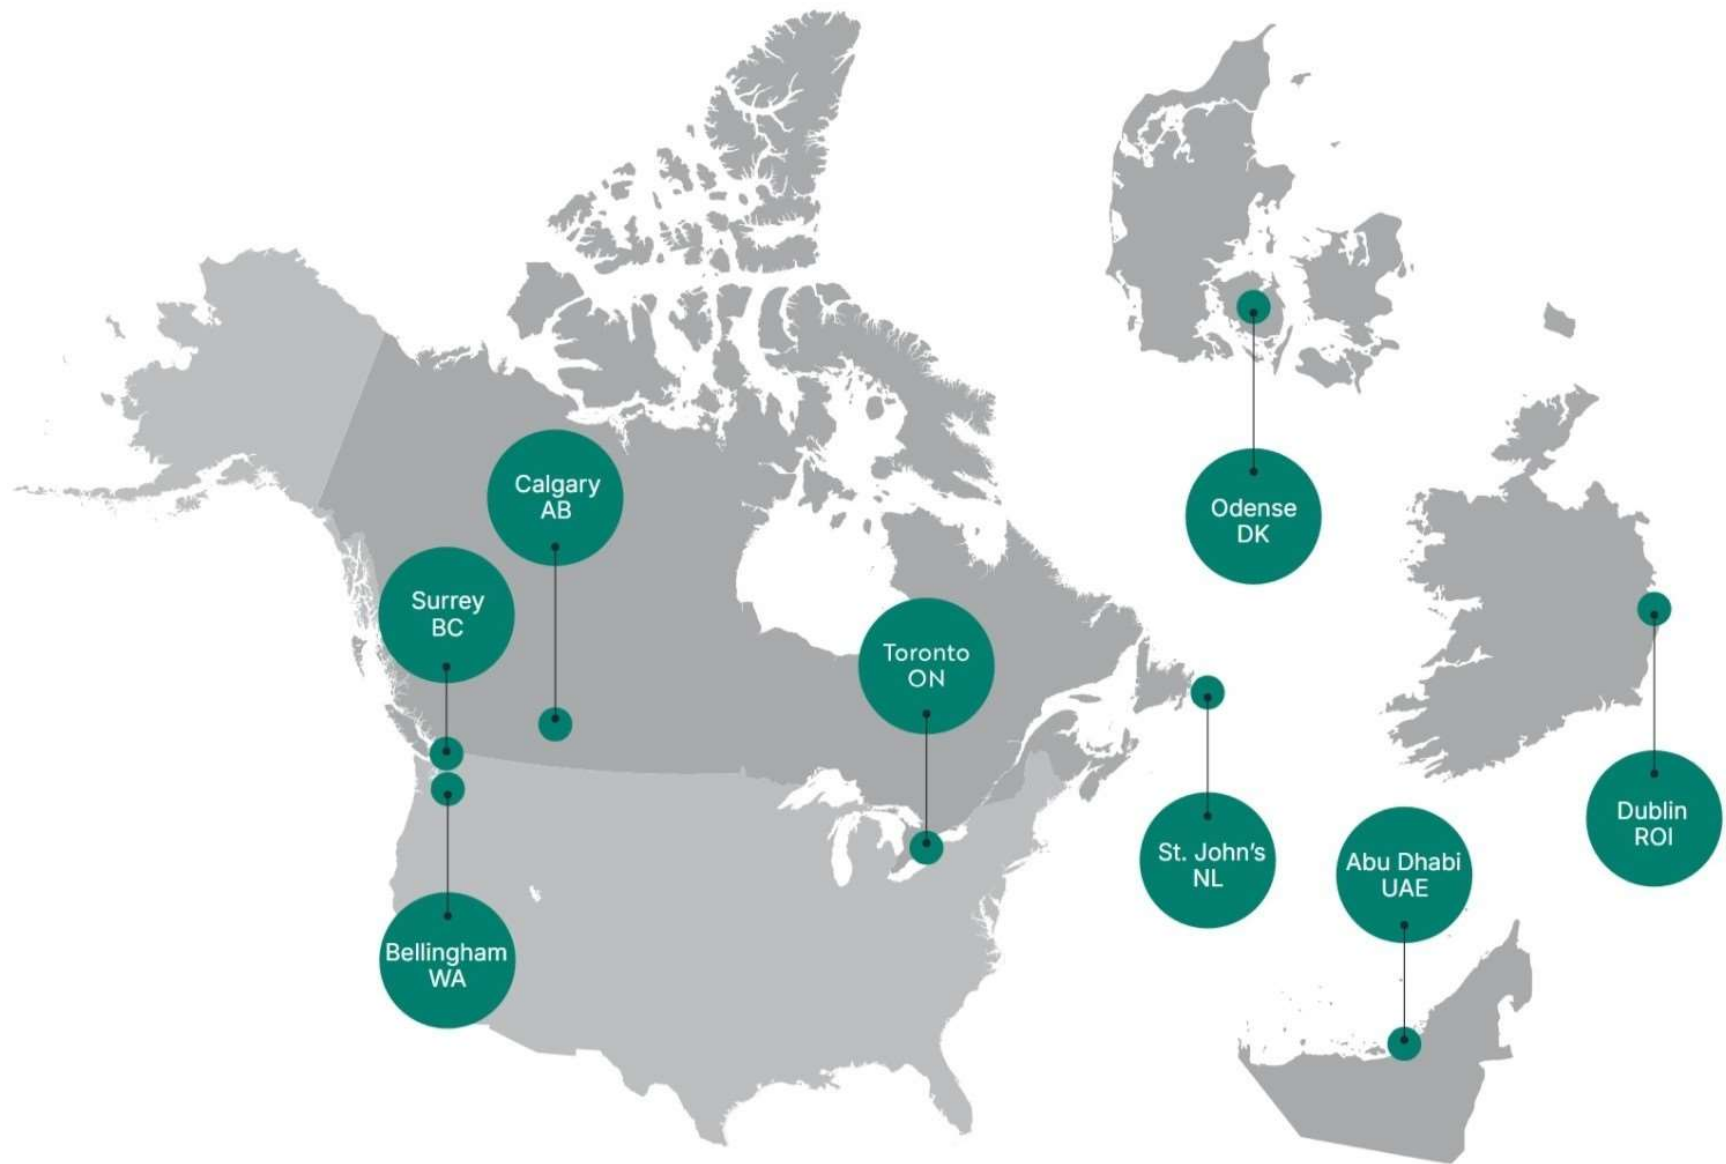 Calgary
AB
Odense
DK
Surrey
BC
Toronto
ON
St. John’s
NL
Abu Dhabi
UAE
Dublin
ROI
Bellingham
WA